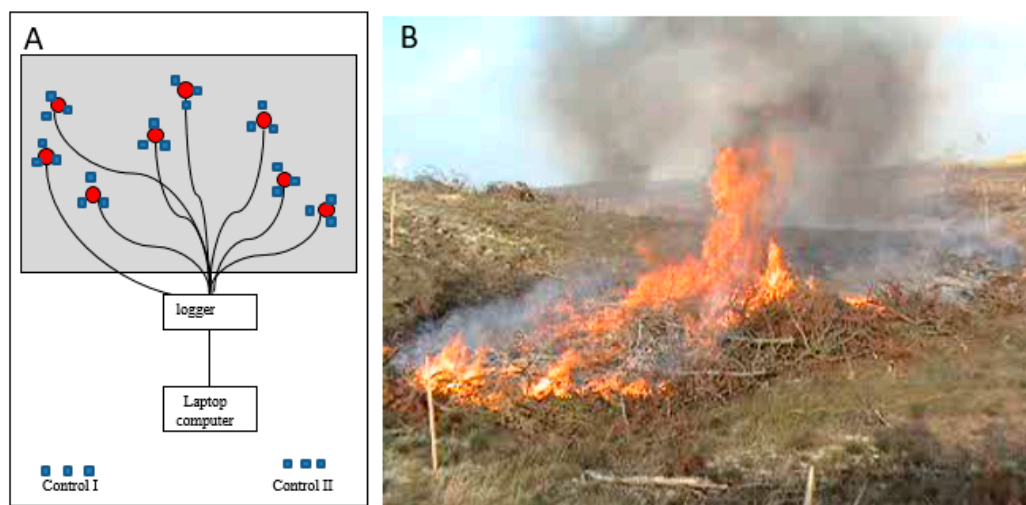 A
logger
Laptop
computer
Control I
Control II
B